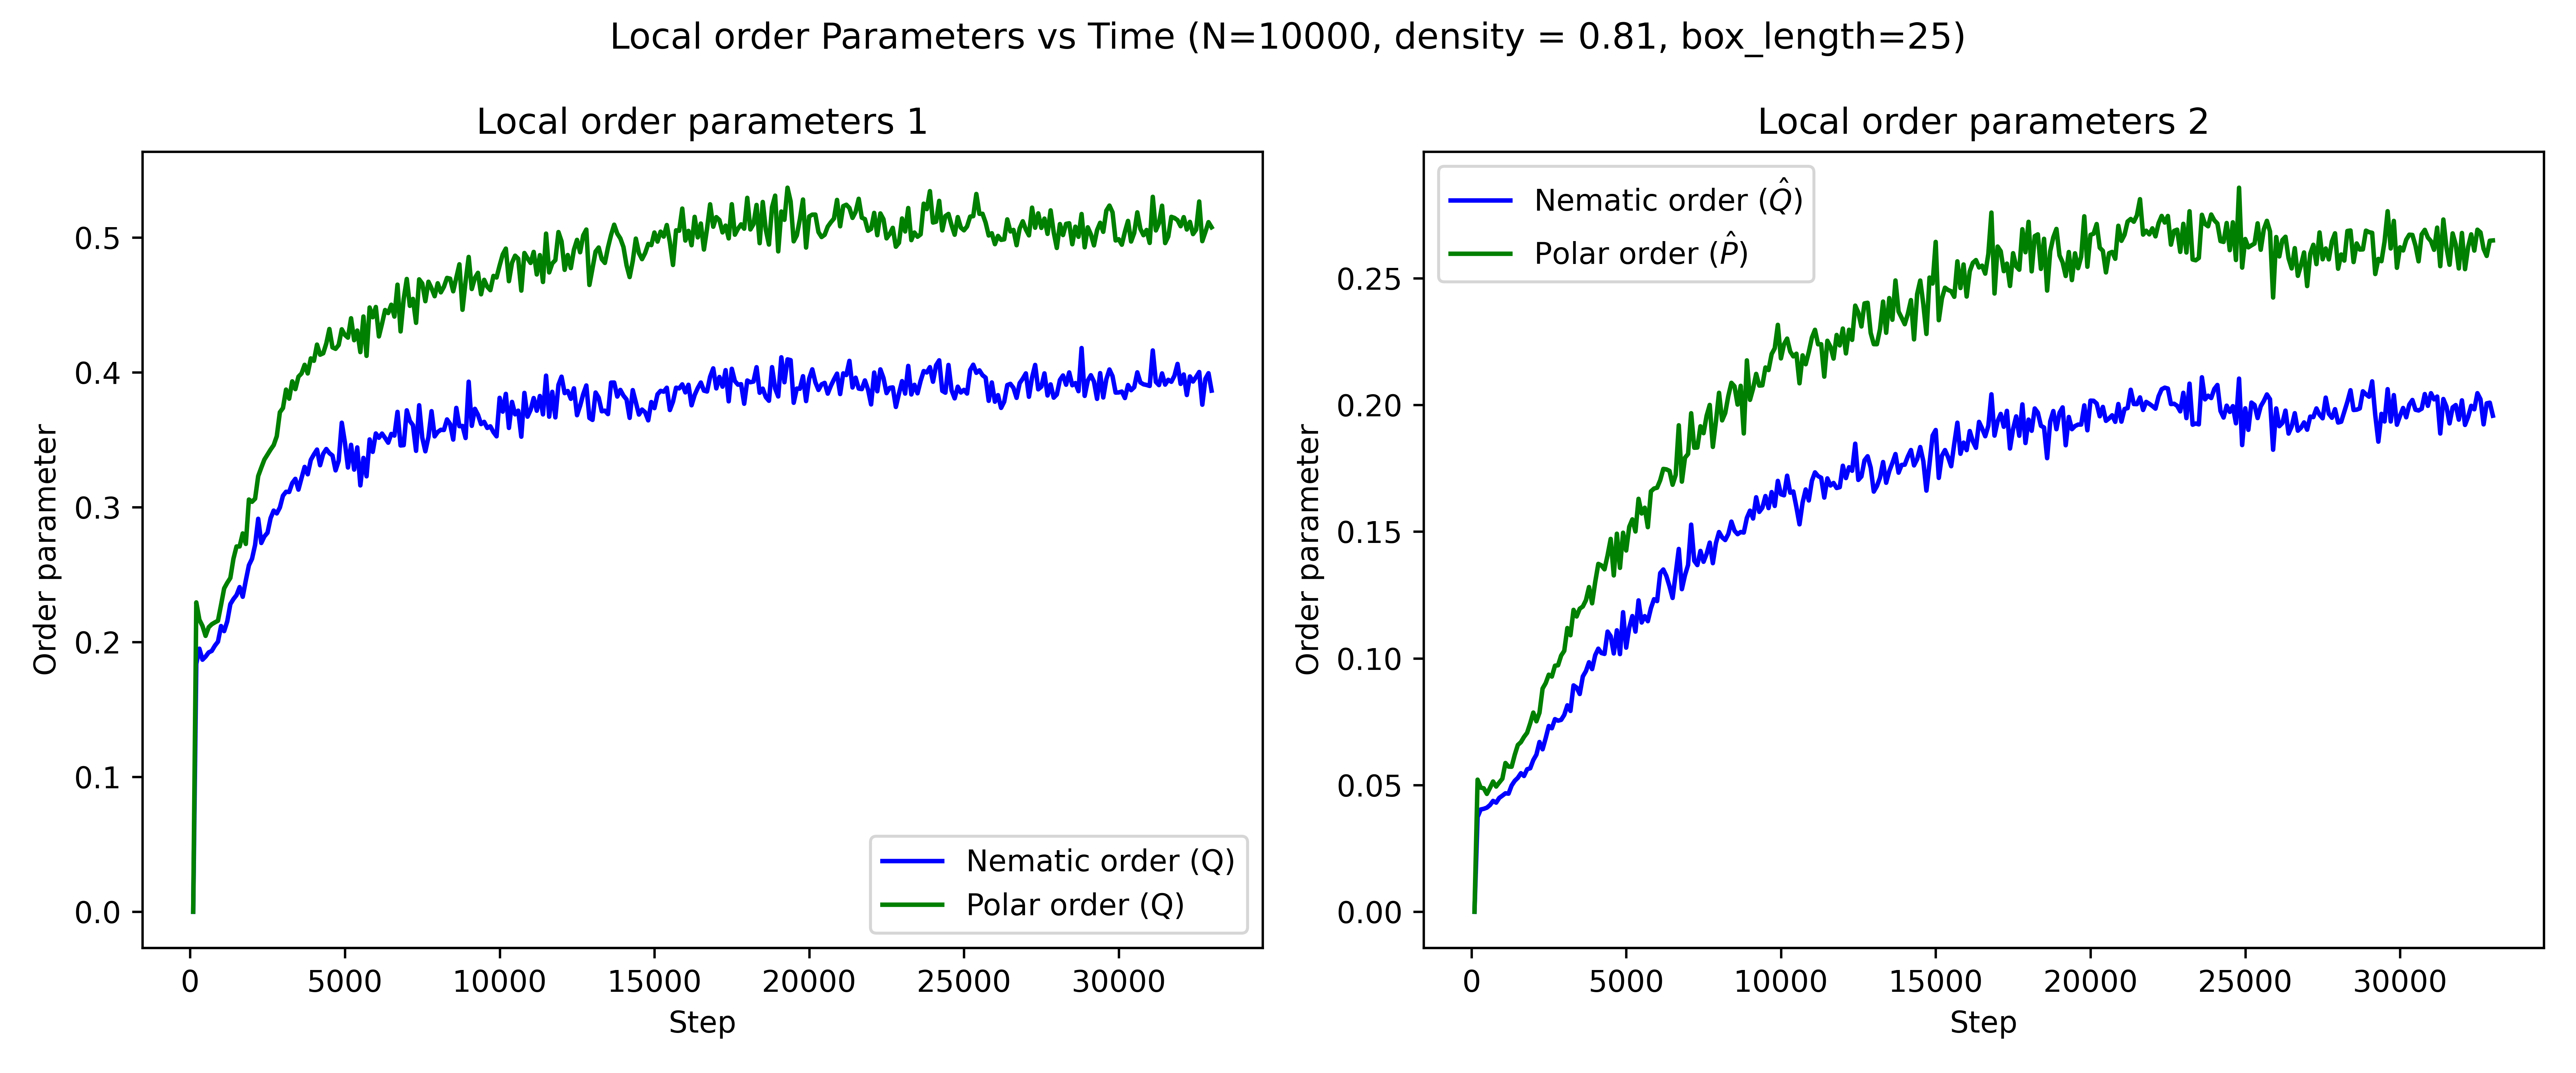 Local order Parameters vs Time (N=10000, density = 0.81, box_length=25)
Local order parameters 1
Order parameter
0.5
0.4
0.3
0.2
0.1
0.0
Nematic order (Q)
Polar order (Q)
0 5000 10000 15000 20000 25000 30000
Step
Local order parameters 2
Order parameter
Nematic order (Q̂)
Polar order (P̂)
0.25
0.20
0.15
0.10
0.05
0.00
0 5000 10000 15000 20000 25000 30000
Step